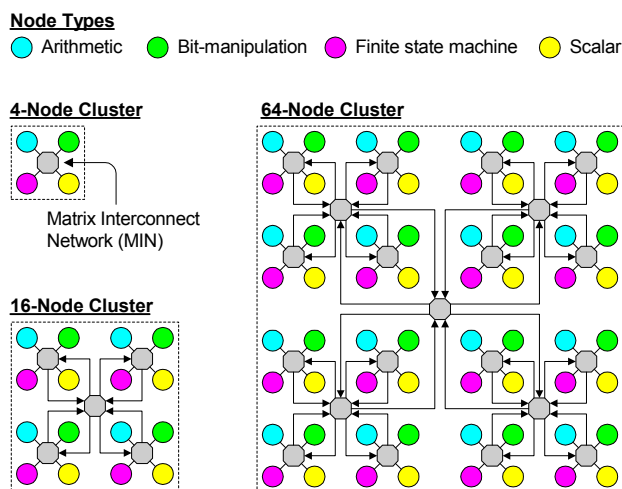 Node Types
Arithmetic Bit-manipulation Finite state machine Scalar
4-Node Cluster
64-Node Cluster
Matrix Interconnect
Network (MIN)
16-Node Cluster